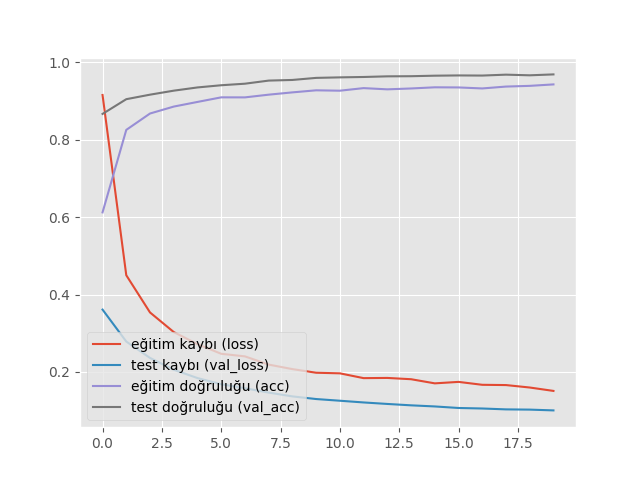 1.0
0.8
0.6
0.4
0.2
eğitim kaybı (loss)
test kaybı (val_loss)
eğitim doğruluğu (acc)
test doğruluğu (val_acc)
0.0 2.5 5.0 7.5 10.0 12.5 15.0 17.5